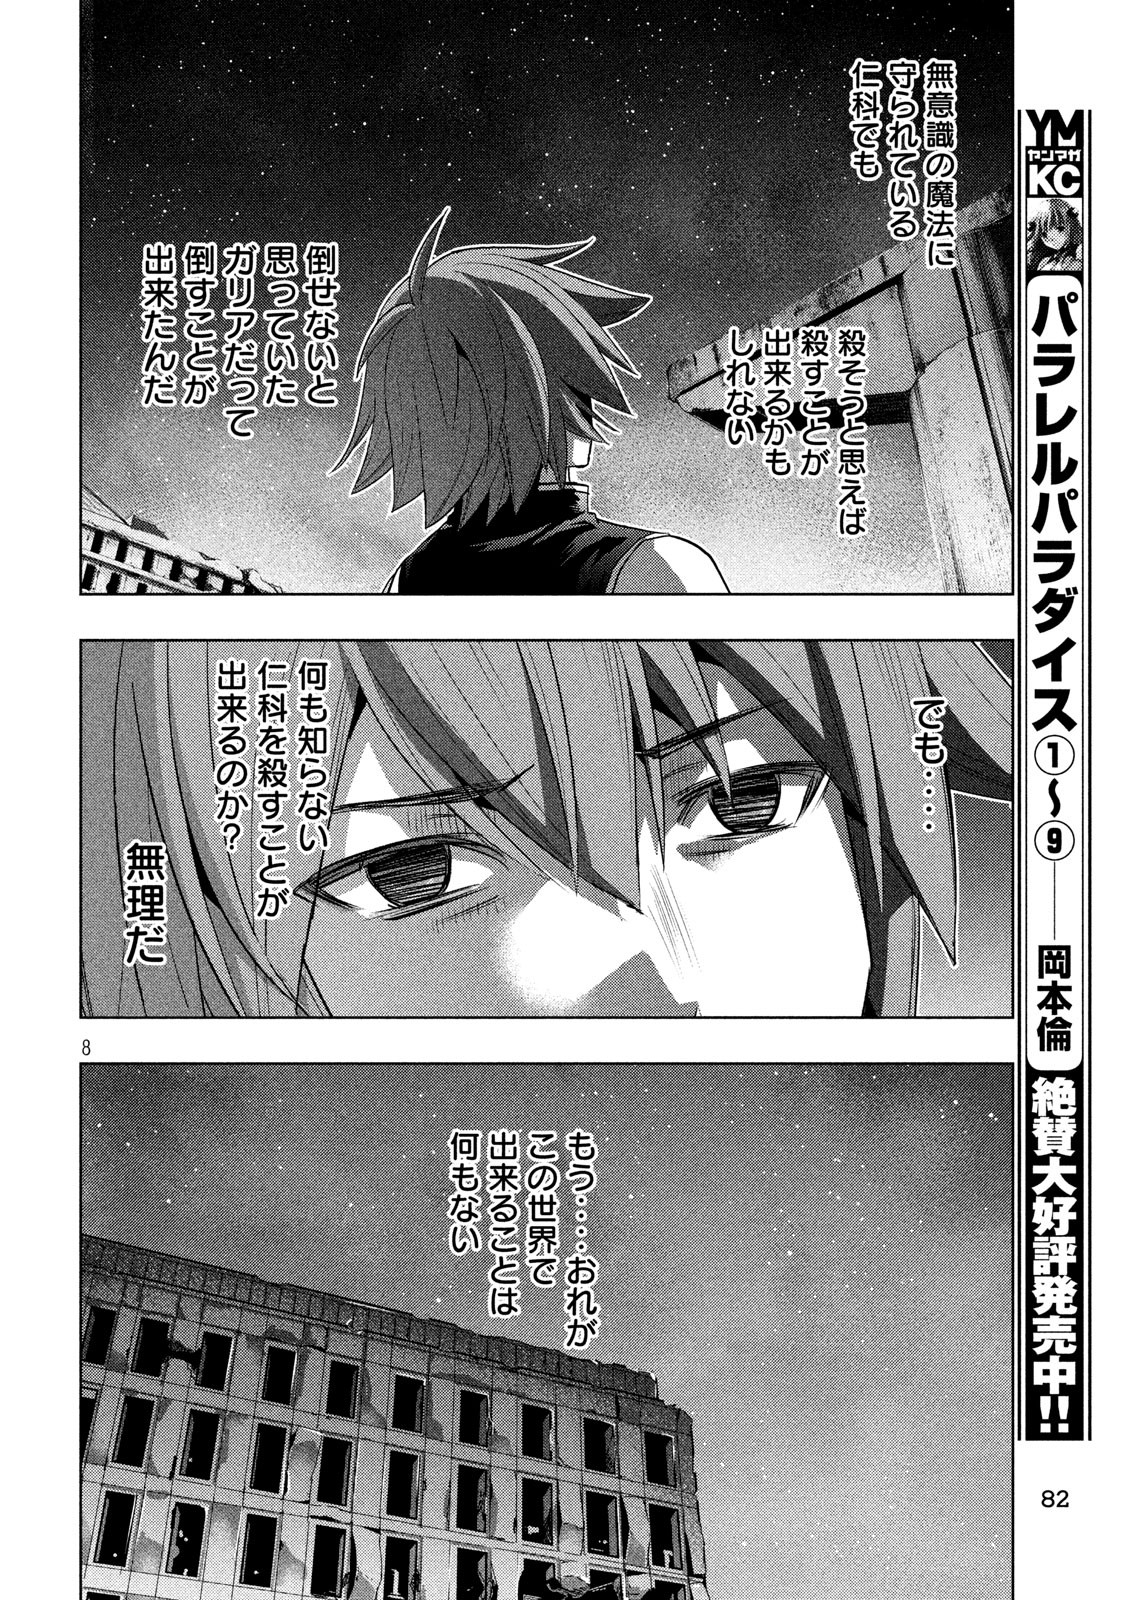 無意識の魔法に
守られている
仁科でも
殺そうと思えば
殺すことが
出来るかも
しれない
倒せないと
思っていた
ガリアだって
倒すことが
出来たんだ
でも‥‥
何も知らない
仁科を殺すことが
出来るのか?
無理だ
8
もう‥‥おれが
この世界で
出来ることは
何もない
YM
ヤンマガ
KC
パラレルパラダイス①〜⑨――岡本倫
絶賛大好評発売中!!
82